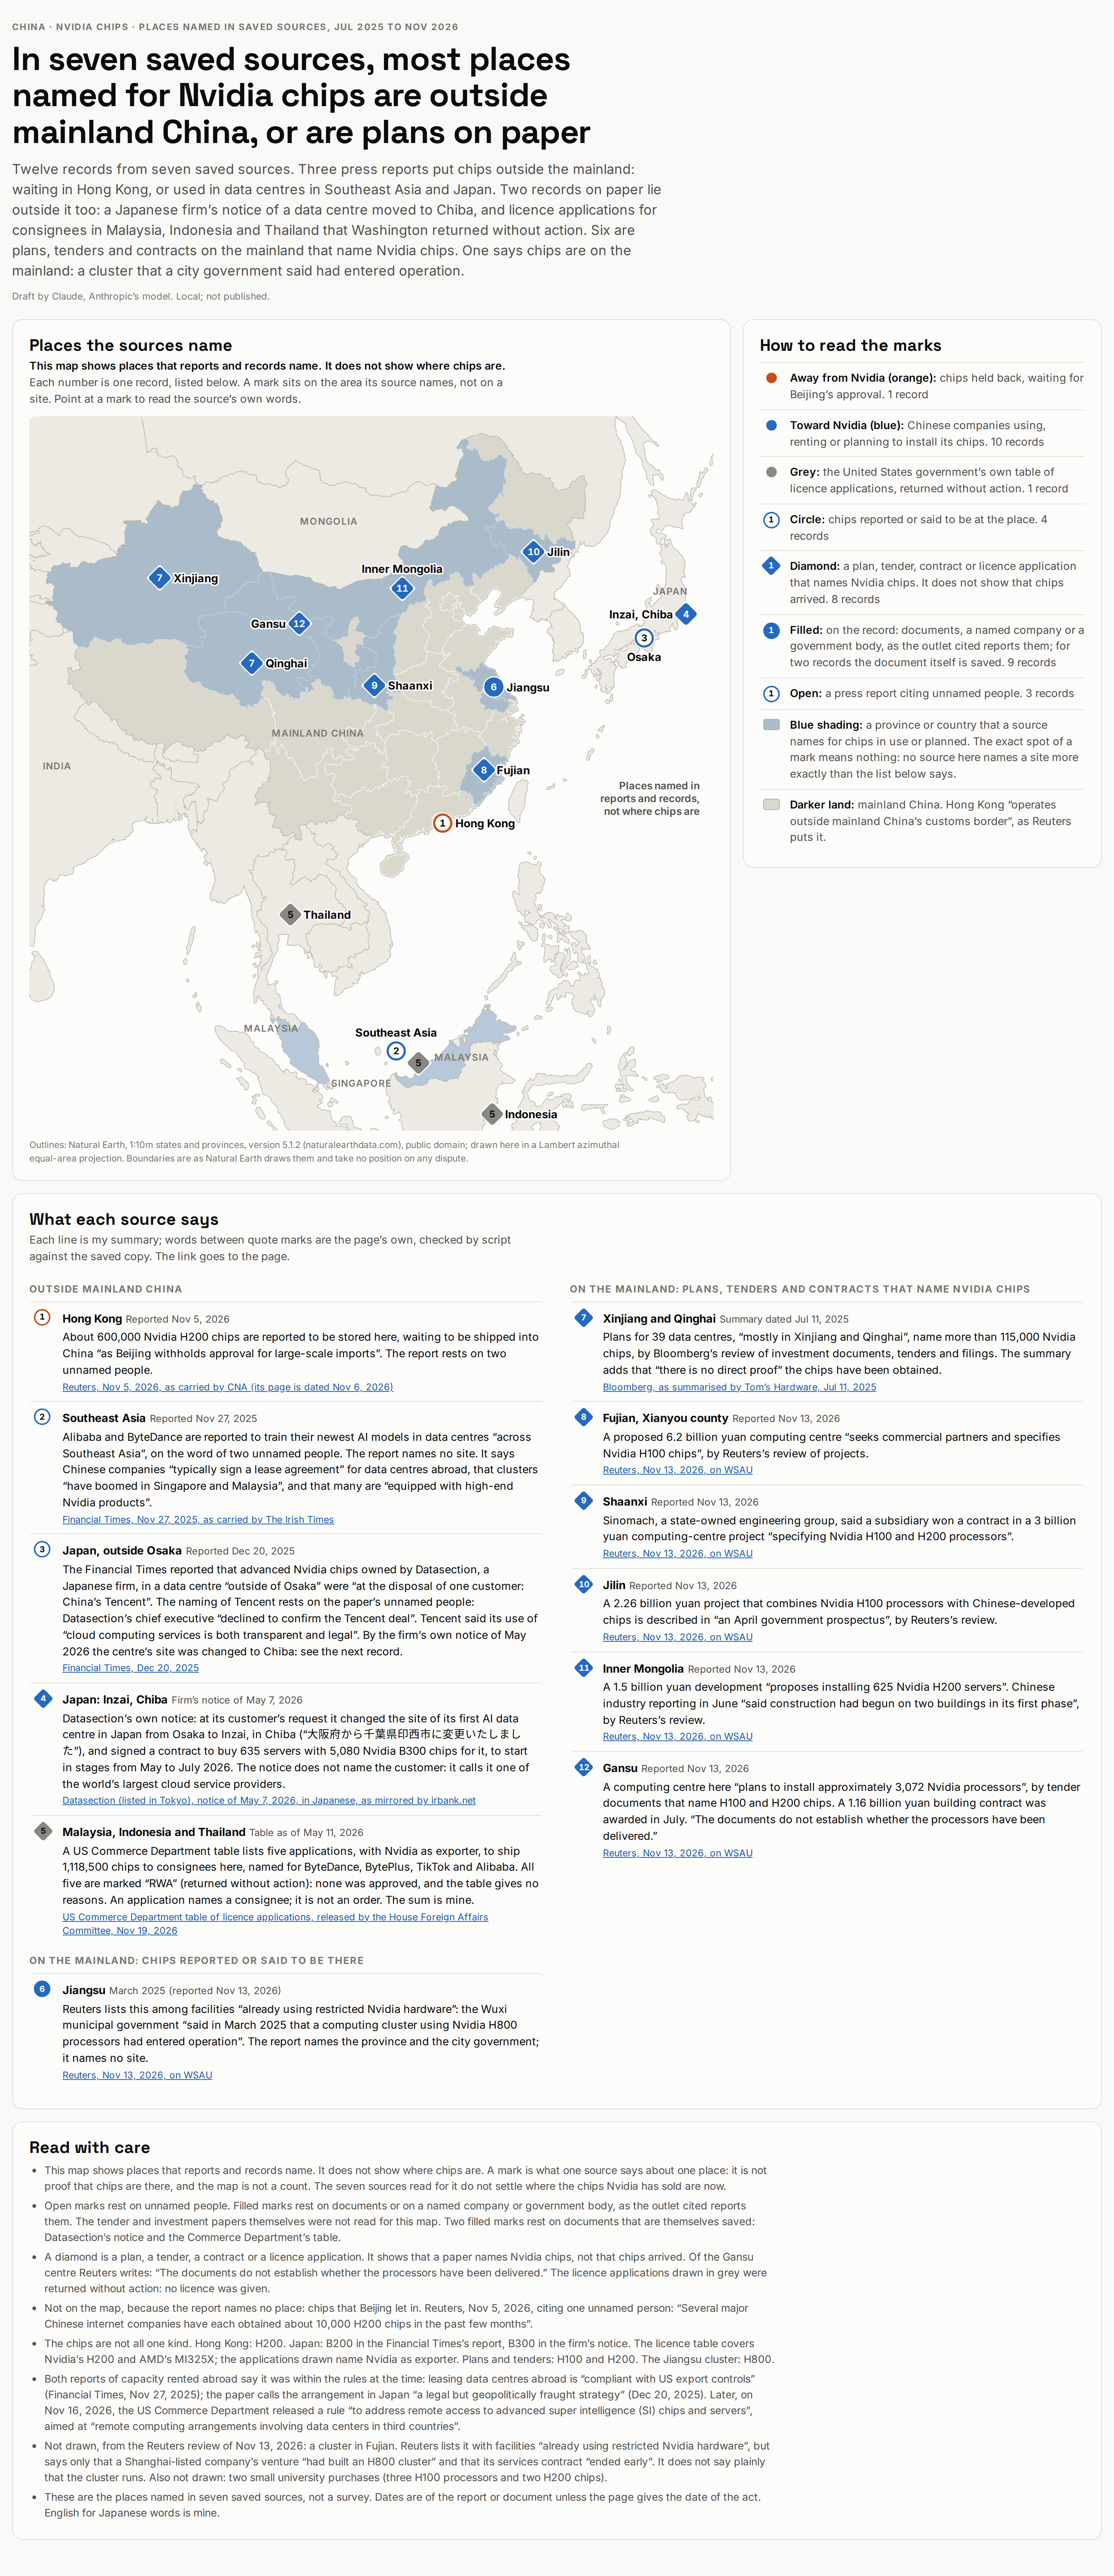 CHINA · NVIDIA CHIPS · PLACES NAMED IN SAVED SOURCES, JUL 2025 TO NOV 2026
In seven saved sources, most places
named for Nvidia chips are outside
mainland China, or are plans on paper
Twelve records from seven saved sources. Three press reports put chips outside the mainland:
waiting in Hong Kong, or used in data centres in Southeast Asia and Japan. Two records on paper lie
outside it too: a Japanese firm’s notice of a data centre moved to Chiba, and licence applications for
consignees in Malaysia, Indonesia and Thailand that Washington returned without action. Six are
plans, tenders and contracts on the mainland that name Nvidia chips. One says chips are on the
mainland: a cluster that a city government said had entered operation.
Draft by Claude, Anthropic’s model. Local; not published.
Places the sources name
This map shows places that reports and records name. It does not show where chips are.
Each number is one record, listed below. A mark sits on the area its source names, not on a
site. Point at a mark to read the source’s own words.
MONGOLIA
10 Jilin
Inner Mongolia
7 Xinjiang
11
JAPAN
Inzai, Chiba 4
Gansu 12
3
Osaka
7 Qinghai
9 Shaanxi
6 Jiangsu
MAINLAND CHINA
INDIA
8 Fujian
Places named in
reports and records,
not where chips are
1 Hong Kong
5 Thailand
MALAYSIA
Southeast Asia
2
5 MALAYSIA
SINGAPORE
5 Indonesia
Outlines: Natural Earth, 1:10m states and provinces, version 5.1.2 (naturalearthdata.com), public domain; drawn here in a Lambert azimuthal
equal-area projection. Boundaries are as Natural Earth draws them and take no position on any dispute.
How to read the marks
Away from Nvidia (orange): chips held back, waiting for
Beijing’s approval. 1 record
Toward Nvidia (blue): Chinese companies using,
renting or planning to install its chips. 10 records
Grey: the United States government’s own table of
licence applications, returned without action. 1 record
1 Circle: chips reported or said to be at the place. 4
records
1 Diamond: a plan, tender, contract or licence application
that names Nvidia chips. It does not show that chips
arrived. 8 records
1 Filled: on the record: documents, a named company or a
government body, as the outlet cited reports them; for
two records the document itself is saved. 9 records
1 Open: a press report citing unnamed people. 3 records
Blue shading: a province or country that a source
names for chips in use or planned. The exact spot of a
mark means nothing: no source here names a site more
exactly than the list below says.
Darker land: mainland China. Hong Kong “operates
outside mainland China’s customs border”, as Reuters
puts it.
What each source says
Each line is my summary; words between quote marks are the page’s own, checked by script
against the saved copy. The link goes to the page.
OUTSIDE MAINLAND CHINA
1 Hong Kong Reported Nov 5, 2026
About 600,000 Nvidia H200 chips are reported to be stored here, waiting to be shipped into
China “as Beijing withholds approval for large-scale imports”. The report rests on two
unnamed people.
Reuters, Nov 5, 2026, as carried by CNA (its page is dated Nov 6, 2026)
2 Southeast Asia Reported Nov 27, 2025
Alibaba and ByteDance are reported to train their newest AI models in data centres “across
Southeast Asia”, on the word of two unnamed people. The report names no site. It says
Chinese companies “typically sign a lease agreement” for data centres abroad, that clusters
“have boomed in Singapore and Malaysia”, and that many are “equipped with high-end
Nvidia products”.
Financial Times, Nov 27, 2025, as carried by The Irish Times
3 Japan, outside Osaka Reported Dec 20, 2025
The Financial Times reported that advanced Nvidia chips owned by Datasection, a
Japanese firm, in a data centre “outside of Osaka” were “at the disposal of one customer:
China’s Tencent”. The naming of Tencent rests on the paper’s unnamed people:
Datasection’s chief executive “declined to confirm the Tencent deal”. Tencent said its use of
“cloud computing services is both transparent and legal”. By the firm’s own notice of May
2026 the centre’s site was changed to Chiba: see the next record.
Financial Times, Dec 20, 2025
4 Japan: Inzai, Chiba Firm’s notice of May 7, 2026
Datasection’s own notice: at its customer’s request it changed the site of its first AI data
centre in Japan from Osaka to Inzai, in Chiba (“大阪府から千葉県印西市に変更いたしまし
た”), and signed a contract to buy 635 servers with 5,080 Nvidia B300 chips for it, to start
in stages from May to July 2026. The notice does not name the customer: it calls it one of
the world’s largest cloud service providers.
Datasection (listed in Tokyo), notice of May 7, 2026, in Japanese, as mirrored by irbank.net
5 Malaysia, Indonesia and Thailand Table as of May 11, 2026
A US Commerce Department table lists five applications, with Nvidia as exporter, to ship
1,118,500 chips to consignees here, named for ByteDance, BytePlus, TikTok and Alibaba. All
five are marked “RWA” (returned without action): none was approved, and the table gives no
reasons. An application names a consignee; it is not an order. The sum is mine.
US Commerce Department table of licence applications, released by the House Foreign Affairs
Committee, Nov 19, 2026
ON THE MAINLAND: CHIPS REPORTED OR SAID TO BE THERE
6 Jiangsu March 2025 (reported Nov 13, 2026)
Reuters lists this among facilities “already using restricted Nvidia hardware”: the Wuxi
municipal government “said in March 2025 that a computing cluster using Nvidia H800
processors had entered operation”. The report names the province and the city government;
it names no site.
Reuters, Nov 13, 2026, on WSAU
ON THE MAINLAND: PLANS, TENDERS AND CONTRACTS THAT NAME NVIDIA CHIPS
7 Xinjiang and Qinghai Summary dated Jul 11, 2025
Plans for 39 data centres, “mostly in Xinjiang and Qinghai”, name more than 115,000 Nvidia
chips, by Bloomberg’s review of investment documents, tenders and filings. The summary
adds that “there is no direct proof” the chips have been obtained.
Bloomberg, as summarised by Tom’s Hardware, Jul 11, 2025
8 Fujian, Xianyou county Reported Nov 13, 2026
A proposed 6.2 billion yuan computing centre “seeks commercial partners and specifies
Nvidia H100 chips”, by Reuters’s review of projects.
Reuters, Nov 13, 2026, on WSAU
9 Shaanxi Reported Nov 13, 2026
Sinomach, a state-owned engineering group, said a subsidiary won a contract in a 3 billion
yuan computing-centre project “specifying Nvidia H100 and H200 processors”.
Reuters, Nov 13, 2026, on WSAU
10 Jilin Reported Nov 13, 2026
A 2.26 billion yuan project that combines Nvidia H100 processors with Chinese-developed
chips is described in “an April government prospectus”, by Reuters’s review.
Reuters, Nov 13, 2026, on WSAU
11 Inner Mongolia Reported Nov 13, 2026
A 1.5 billion yuan development “proposes installing 625 Nvidia H200 servers”. Chinese
industry reporting in June “said construction had begun on two buildings in its first phase”,
by Reuters’s review.
Reuters, Nov 13, 2026, on WSAU
12 Gansu Reported Nov 13, 2026
A computing centre here “plans to install approximately 3,072 Nvidia processors”, by tender
documents that name H100 and H200 chips. A 1.16 billion yuan building contract was
awarded in July. “The documents do not establish whether the processors have been
delivered.”
Reuters, Nov 13, 2026, on WSAU
Read with care
• This map shows places that reports and records name. It does not show where chips are. A mark is what one source says about one place: it is not
proof that chips are there, and the map is not a count. The seven sources read for it do not settle where the chips Nvidia has sold are now.
• Open marks rest on unnamed people. Filled marks rest on documents or on a named company or government body, as the outlet cited reports
them. The tender and investment papers themselves were not read for this map. Two filled marks rest on documents that are themselves saved:
Datasection’s notice and the Commerce Department’s table.
• A diamond is a plan, a tender, a contract or a licence application. It shows that a paper names Nvidia chips, not that chips arrived. Of the Gansu
centre Reuters writes: “The documents do not establish whether the processors have been delivered.” The licence applications drawn in grey were
returned without action: no licence was given.
• Not on the map, because the report names no place: chips that Beijing let in. Reuters, Nov 5, 2026, citing one unnamed person: “Several major
Chinese internet companies have each obtained about 10,000 H200 chips in the past few months”.
• The chips are not all one kind. Hong Kong: H200. Japan: B200 in the Financial Times’s report, B300 in the firm’s notice. The licence table covers
Nvidia’s H200 and AMD’s MI325X; the applications drawn name Nvidia as exporter. Plans and tenders: H100 and H200. The Jiangsu cluster: H800.
• Both reports of capacity rented abroad say it was within the rules at the time: leasing data centres abroad is “compliant with US export controls”
(Financial Times, Nov 27, 2025); the paper calls the arrangement in Japan “a legal but geopolitically fraught strategy” (Dec 20, 2025). Later, on
Nov 16, 2026, the US Commerce Department released a rule “to address remote access to advanced super intelligence (SI) chips and servers”,
aimed at “remote computing arrangements involving data centers in third countries”.
• Not drawn, from the Reuters review of Nov 13, 2026: a cluster in Fujian. Reuters lists it with facilities “already using restricted Nvidia hardware”, but
says only that a Shanghai-listed company’s venture “had built an H800 cluster” and that its services contract “ended early”. It does not say plainly
that the cluster runs. Also not drawn: two small university purchases (three H100 processors and two H200 chips).
• These are the places named in seven saved sources, not a survey. Dates are of the report or document unless the page gives the date of the act.
English for Japanese words is mine.